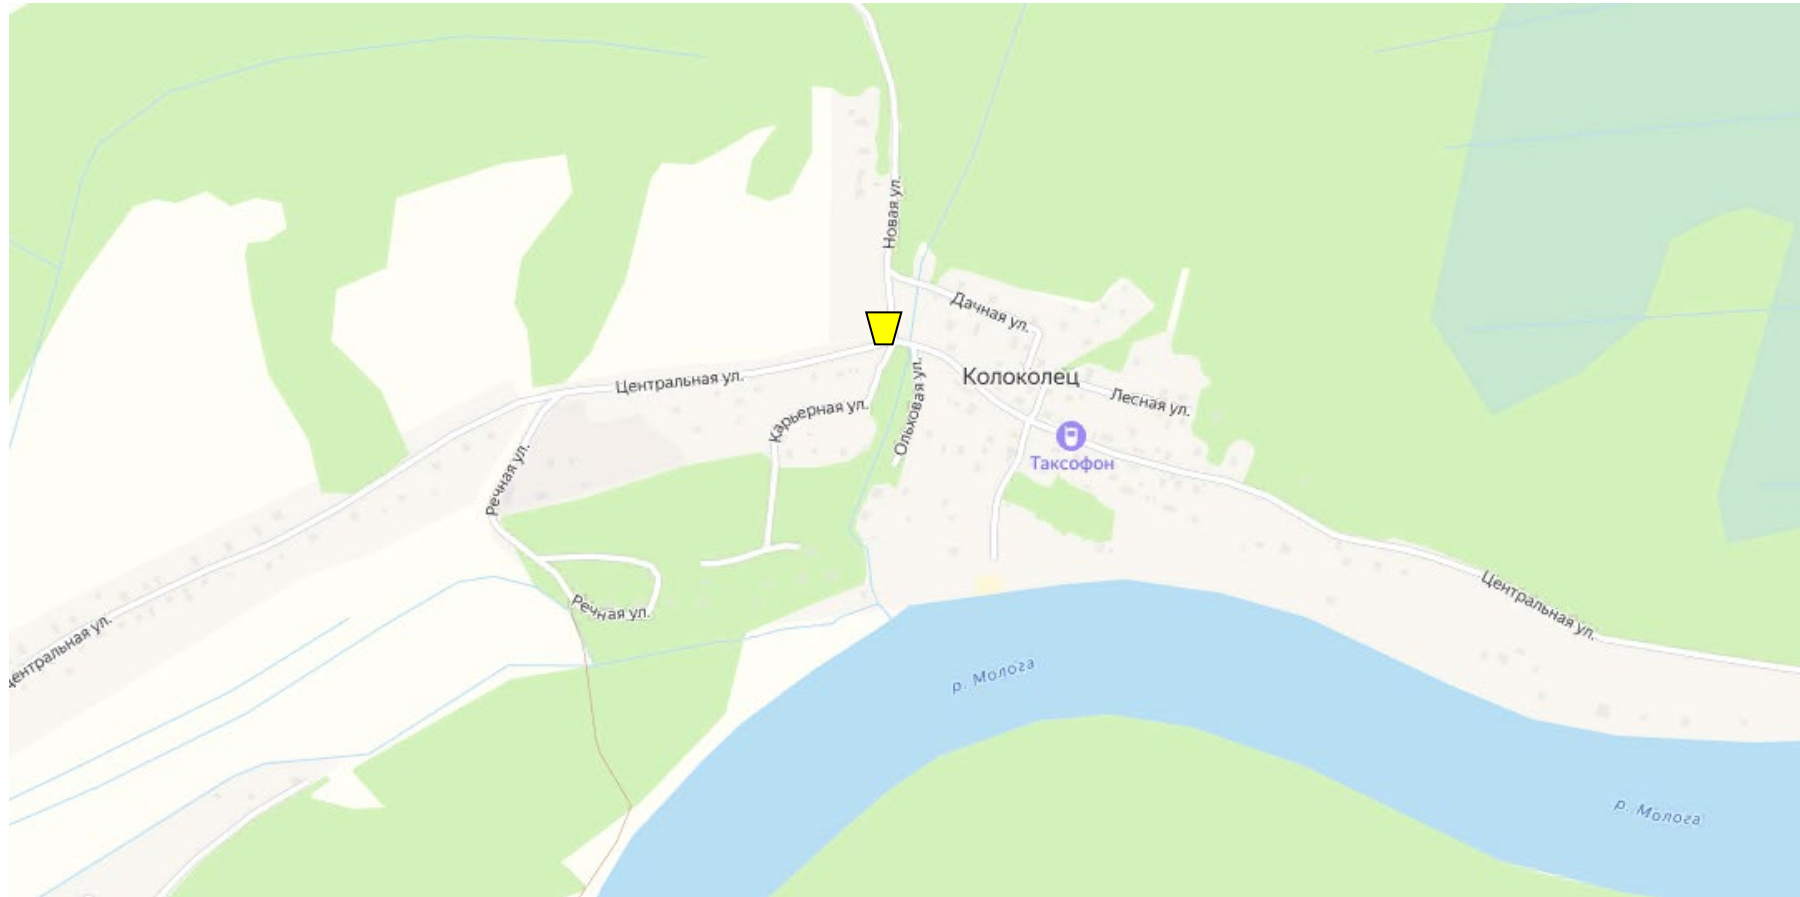 Новая ул.
Дачная ул.
Центральная ул.
Колоколец
Лесная ул.
Карьерная ул.
Ольховая ул.
Таксофон
Речная ул.
Центральная ул.
Речная ул.
Центральная ул.
р. Молога
р. Молога